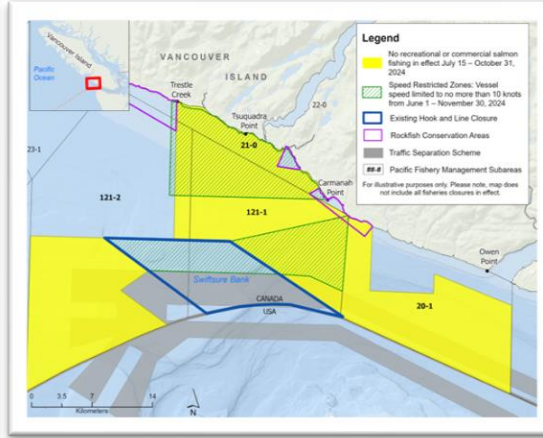 Vancouver Island
Pacific
Ocean
VANCOUVER
ISLAND
Trestle
Creek
Tsuquadra
Point
22-0
21-0
23-1
121-2
Carmanah
Point
121-1
Owen
Point
Swiftsure Bank
CANADA
USA
20-1
0 3.5 7 14
Kilometers
N
Legend
No recreational or commercial salmon
fishing in effect July 15 – October 31,
2024
Speed Restricted Zones: Vessel
speed limited to no more than 10 knots
from June 1 – November 30, 2024
Existing Hook and Line Closure
Rockfish Conservation Areas
Traffic Separation Scheme
##-# Pacific Fishery Management Subareas
For illustrative purposes only. Please note, map does
not include all fisheries closures in effect.